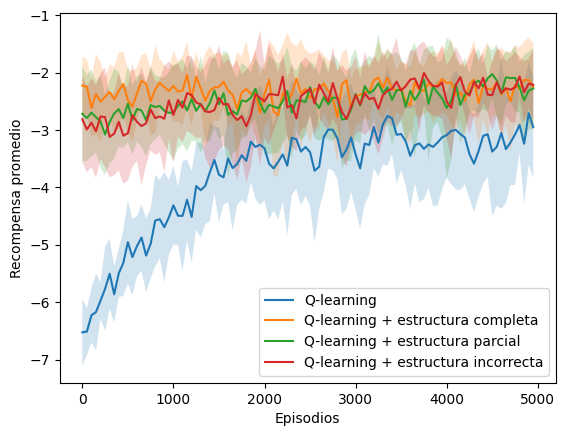 −1
−2
−3
−4
−5
−6
−7
Recompensa promedio
Q-learning
Q-learning + estructura completa
Q-learning + estructura parcial
Q-learning + estructura incorrecta
0 1000 2000 3000 4000 5000
Episodios